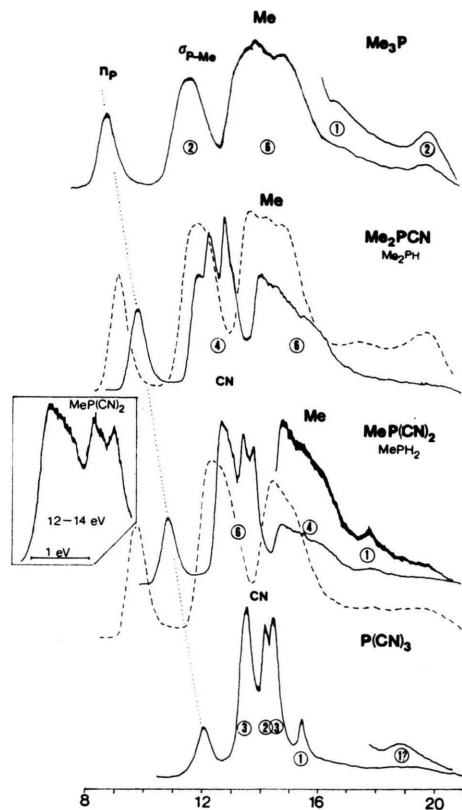 Me
Me₃P
σP–Me
nP
①
② ⑥ ②
Me
Me₂PCN
Me₂PH
④ ⑥
CN
MeP(CN)₂
12–14 eV
1 eV
Me
MeP(CN)₂
MePH₂
⑥ ④ ①
CN
P(CN)₃
③ ② ③ ① 1?
8 12 16 20